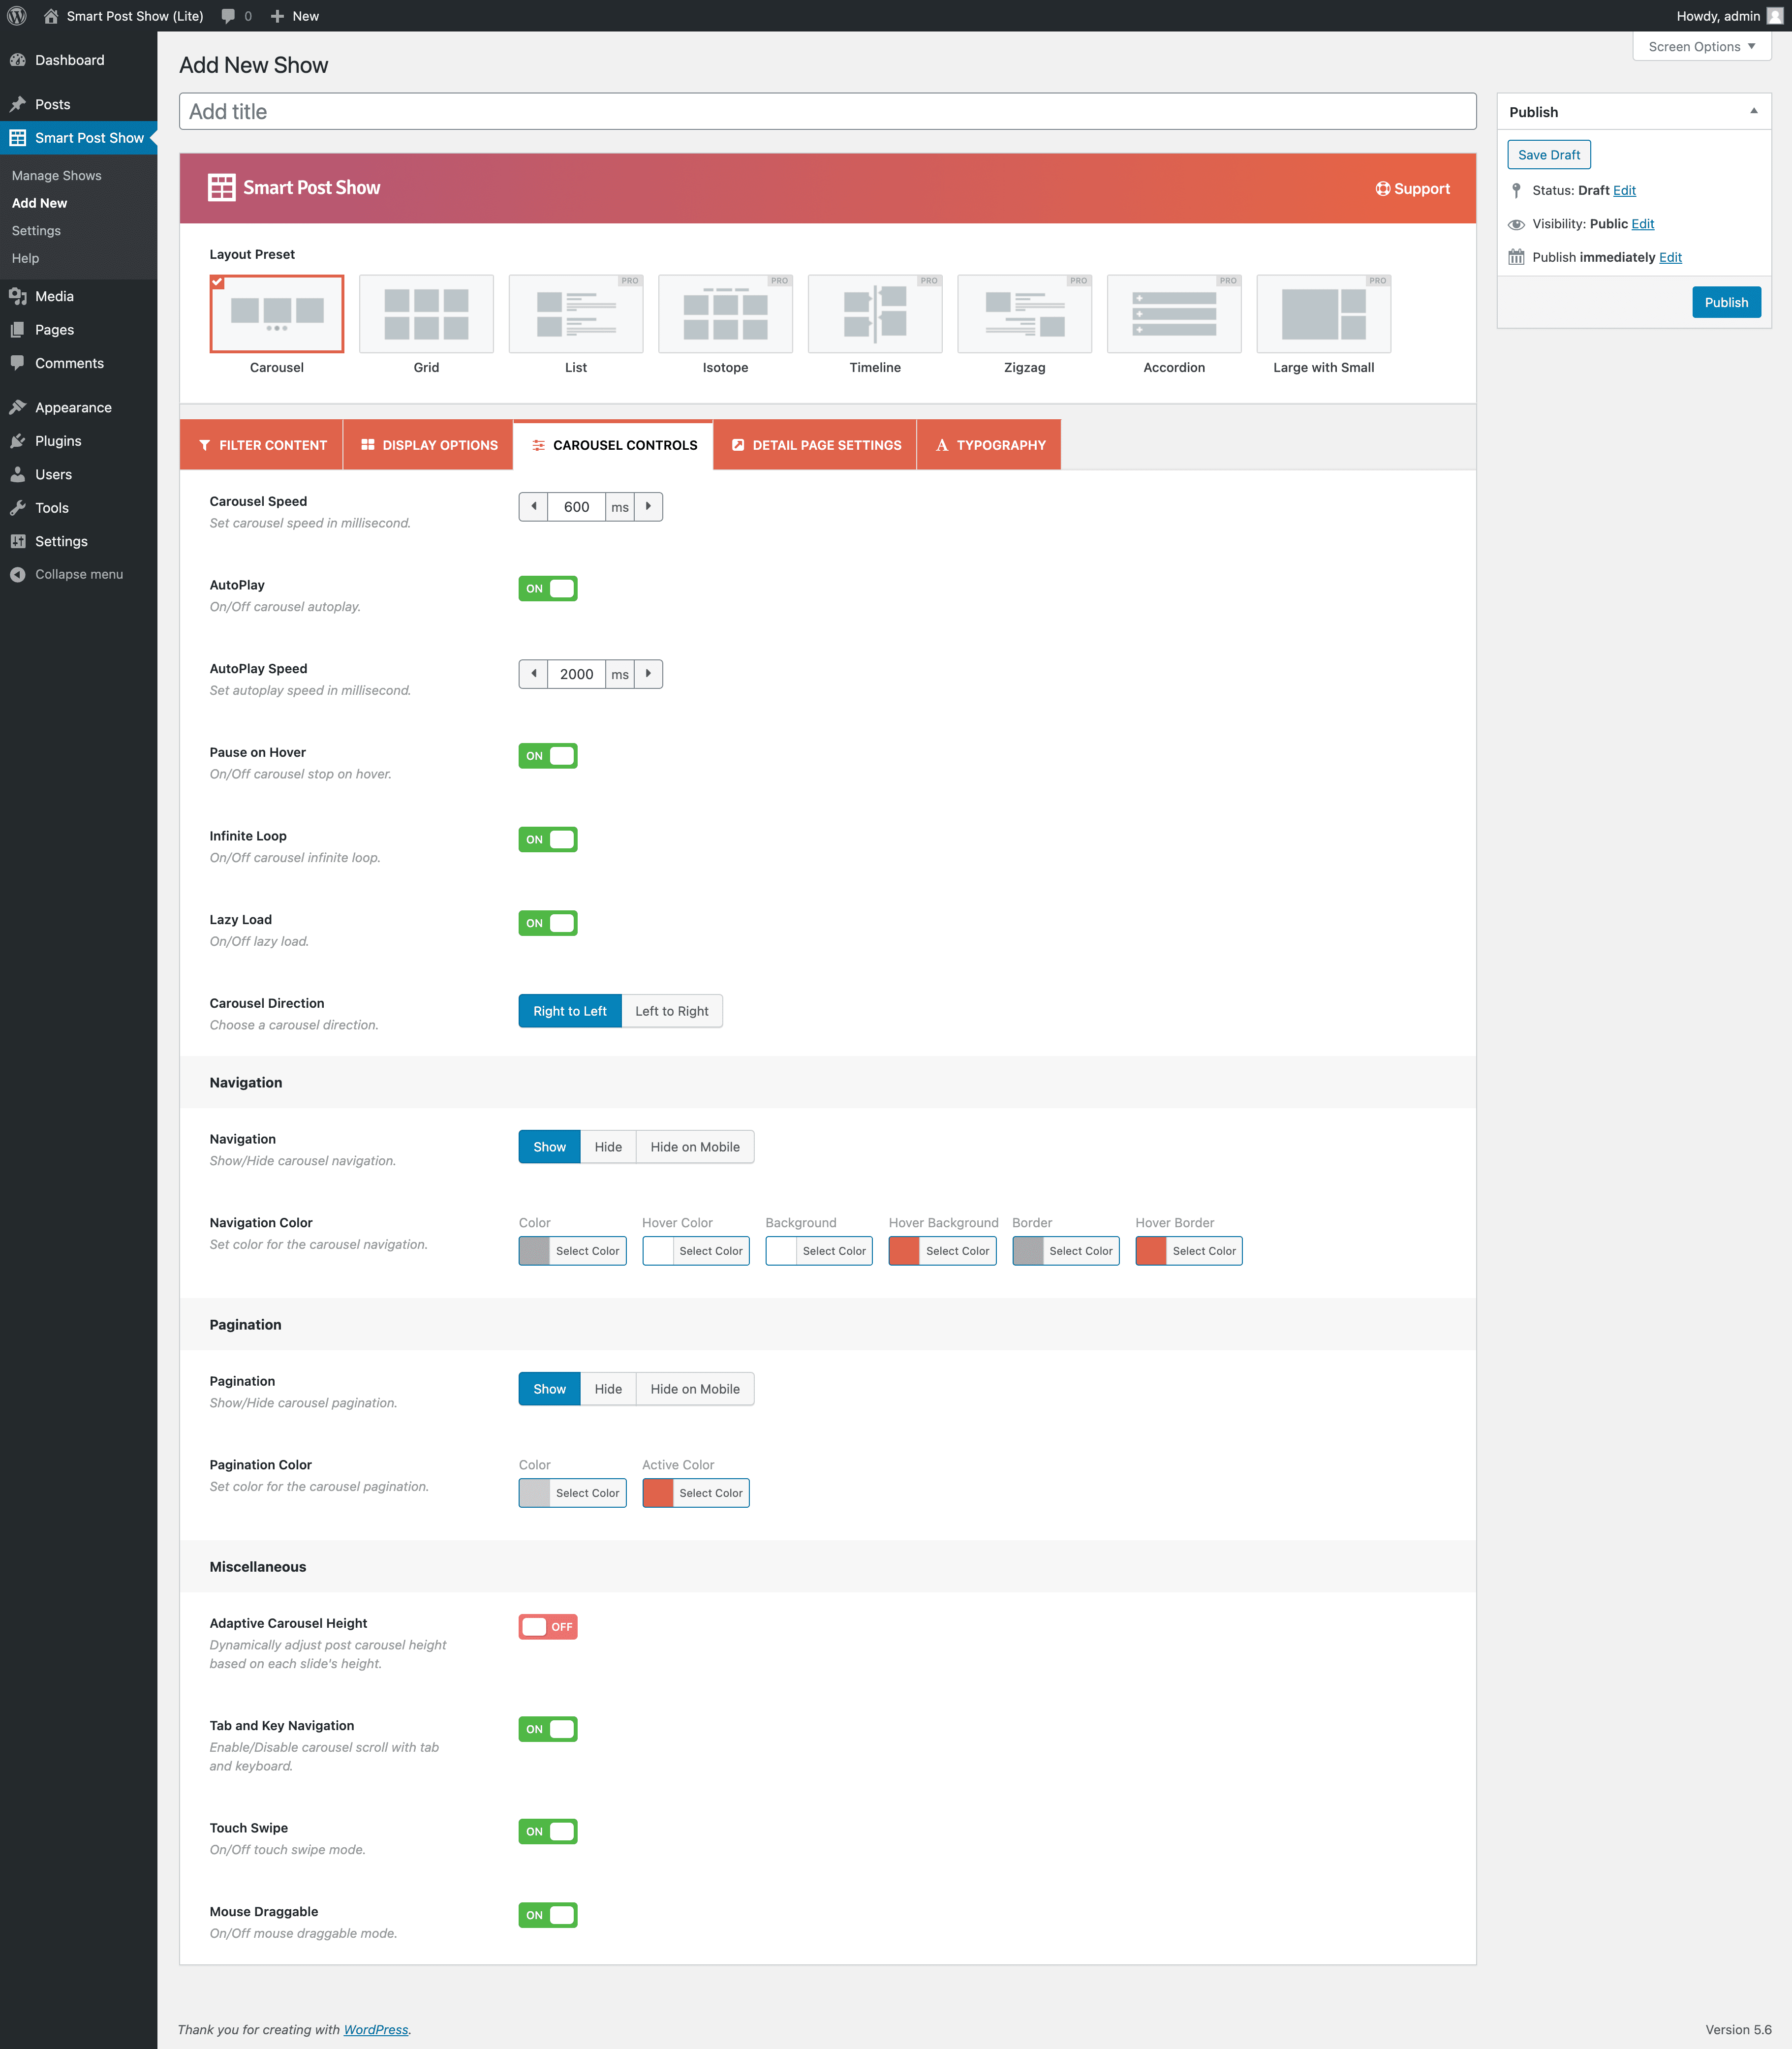 Smart Post Show (Lite) 0 New Howdy, admin
Dashboard
Posts
Smart Post Show
Manage Shows
Add New
Settings
Help
Media
Pages
Comments
Appearance
Plugins
Users
Tools
Settings
Collapse menu
Screen Options
Add New Show
Add title
Smart Post Show
Support
Layout Preset
PRO PRO PRO PRO PRO PRO
Carousel Grid List Isotope Timeline Zigzag Accordion Large with Small
FILTER CONTENT DISPLAY OPTIONS CAROUSEL CONTROLS DETAIL PAGE SETTINGS TYPOGRAPHY
Carousel Speed
Set carousel speed in millisecond.
600 ms
AutoPlay
On/Off carousel autoplay.
ON
AutoPlay Speed
Set autoplay speed in millisecond.
2000 ms
Pause on Hover
On/Off carousel stop on hover.
ON
Infinite Loop
On/Off carousel infinite loop.
ON
Lazy Load
On/Off lazy load.
ON
Carousel Direction
Choose a carousel direction.
Right to Left Left to Right
Navigation
Navigation
Show/Hide carousel navigation.
Show Hide Hide on Mobile
Navigation Color
Set color for the carousel navigation.
Color Hover Color Background Hover Background Border Hover Border
Select Color Select Color Select Color Select Color Select Color Select Color
Pagination
Pagination
Show/Hide carousel pagination.
Show Hide Hide on Mobile
Pagination Color
Set color for the carousel pagination.
Color Active Color
Select Color Select Color
Miscellaneous
Adaptive Carousel Height
Dynamically adjust post carousel height
based on each slide's height.
OFF
Tab and Key Navigation
Enable/Disable carousel scroll with tab
and keyboard.
ON
Touch Swipe
On/Off touch swipe mode.
ON
Mouse Draggable
On/Off mouse draggable mode.
ON
Publish
Save Draft
Status: Draft Edit
Visibility: Public Edit
Publish immediately Edit
Publish
Thank you for creating with WordPress.
Version 5.6